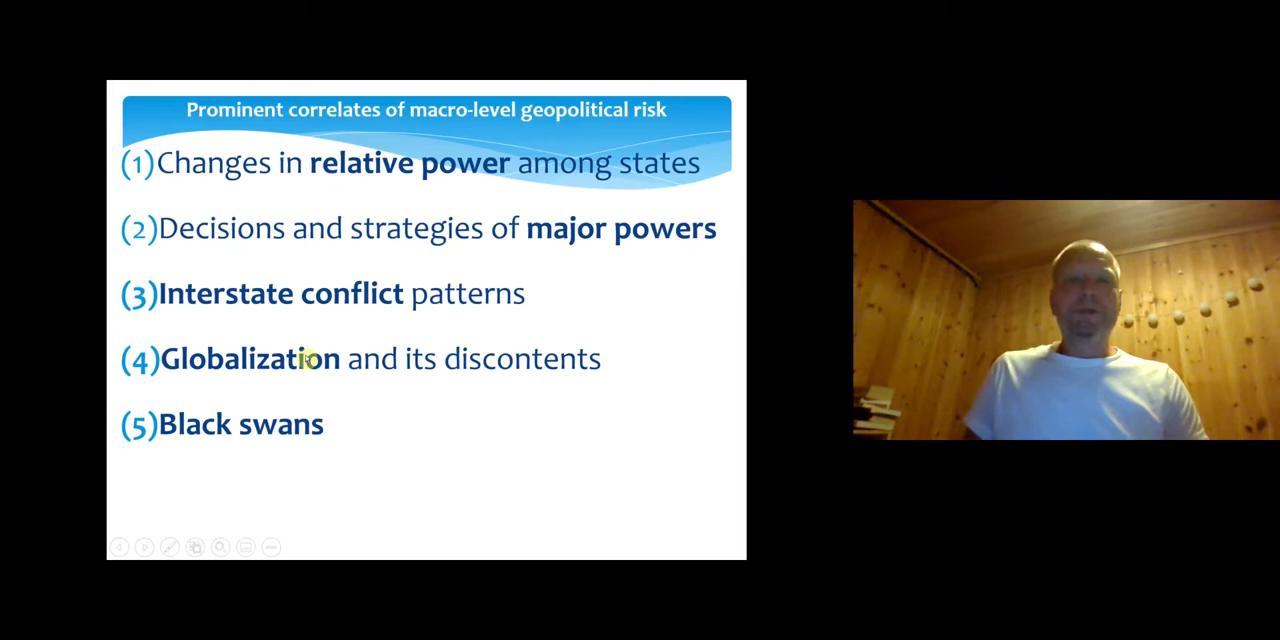 Prominent correlates of macro-level geopolitical risk
(1)Changes in relative power among states
(2)Decisions and strategies of major powers
(3)Interstate conflict patterns
(4)Globalization and its discontents
(5)Black swans